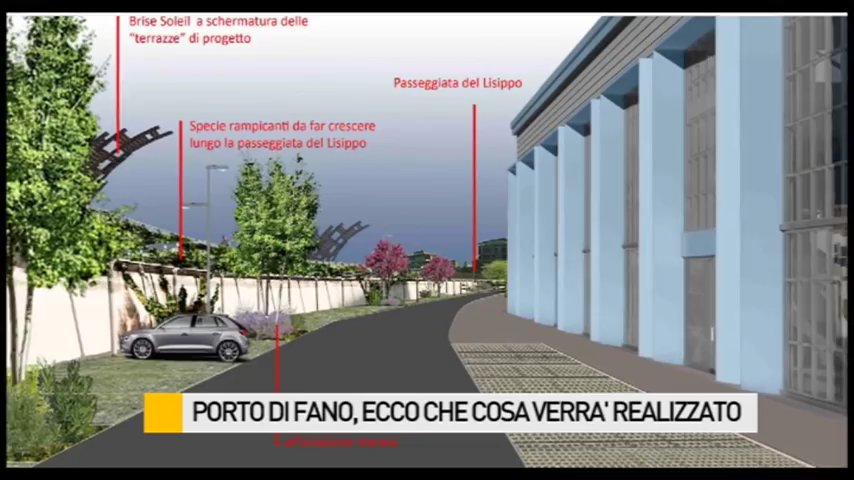 Brise Soleil a schermatura delle
"terrazze" di progetto
Passeggiata del Lisippo
Specie rampicanti da far crescere
lungo la passeggiata del Lisippo
PORTO DI FANO, ECCO CHE COSA VERRA' REALIZZATO